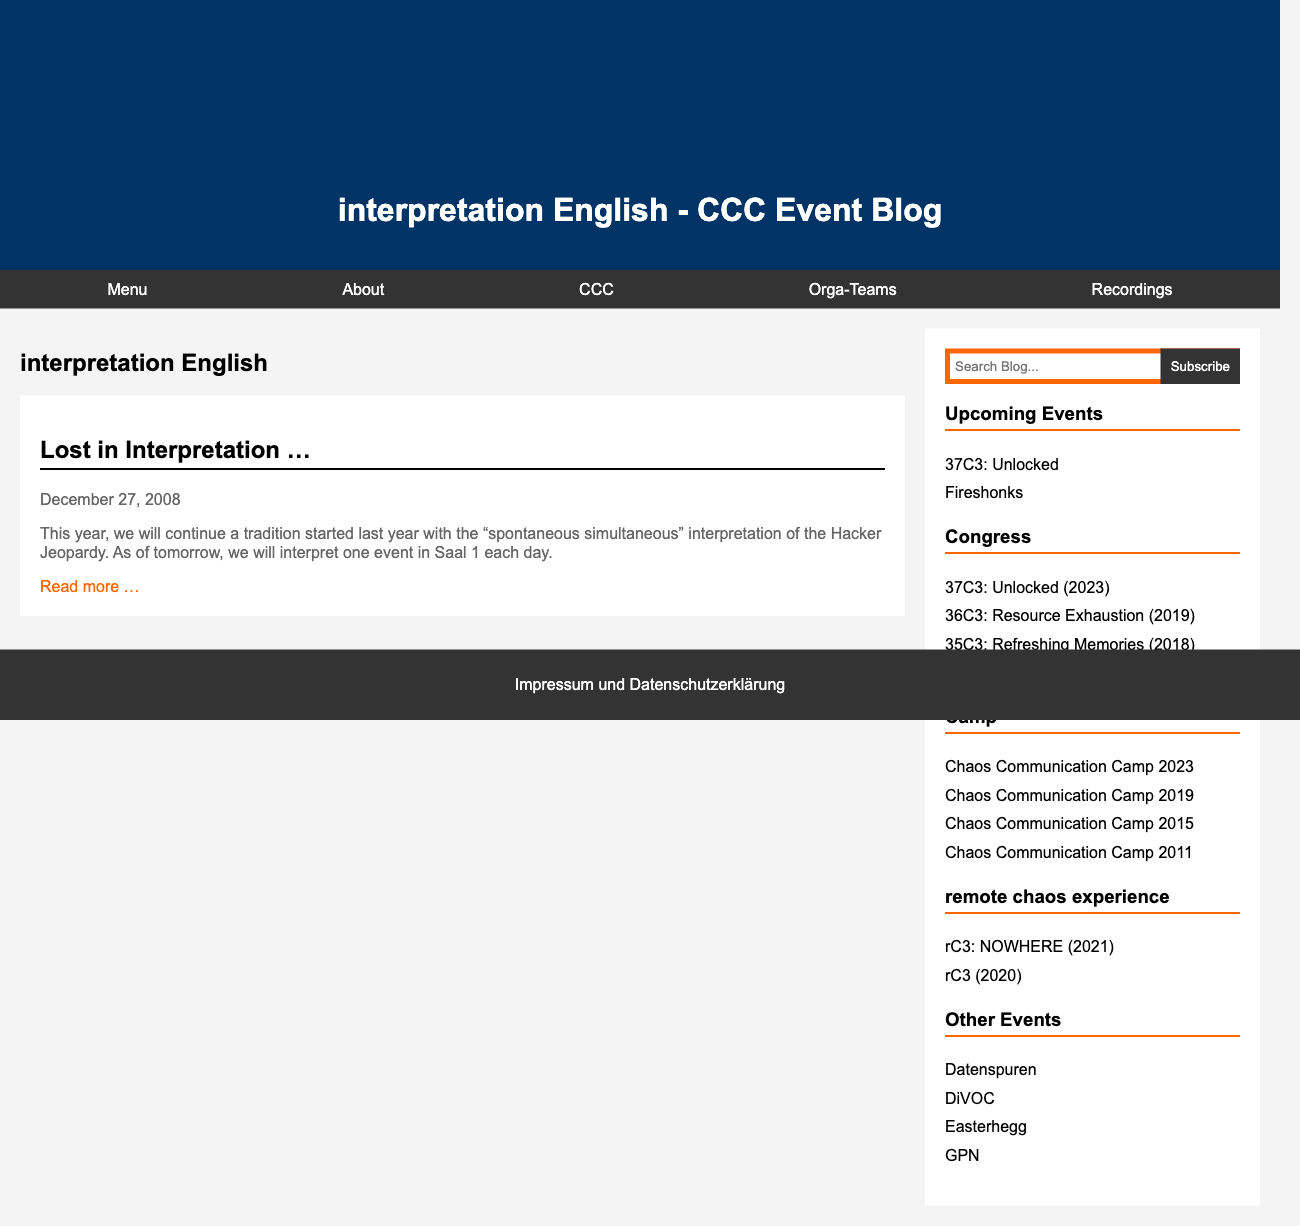 interpretation English - CCC Event Blog
Menu
About
CCC
Orga-Teams
Recordings
interpretation English
Lost in Interpretation …
December 27, 2008
This year, we will continue a tradition started last year with the “spontaneous simultaneous” interpretation of the Hacker
Jeopardy. As of tomorrow, we will interpret one event in Saal 1 each day.
Read more …
Search Blog...
Subscribe
Upcoming Events
37C3: Unlocked
Fireshonks
Congress
37C3: Unlocked (2023)
36C3: Resource Exhaustion (2019)
35C3: Refreshing Memories (2018)
Camp
Chaos Communication Camp 2023
Chaos Communication Camp 2019
Chaos Communication Camp 2015
Chaos Communication Camp 2011
remote chaos experience
rC3: NOWHERE (2021)
rC3 (2020)
Other Events
Datenspuren
DiVOC
Easterhegg
GPN
Impressum und Datenschutzerklärung